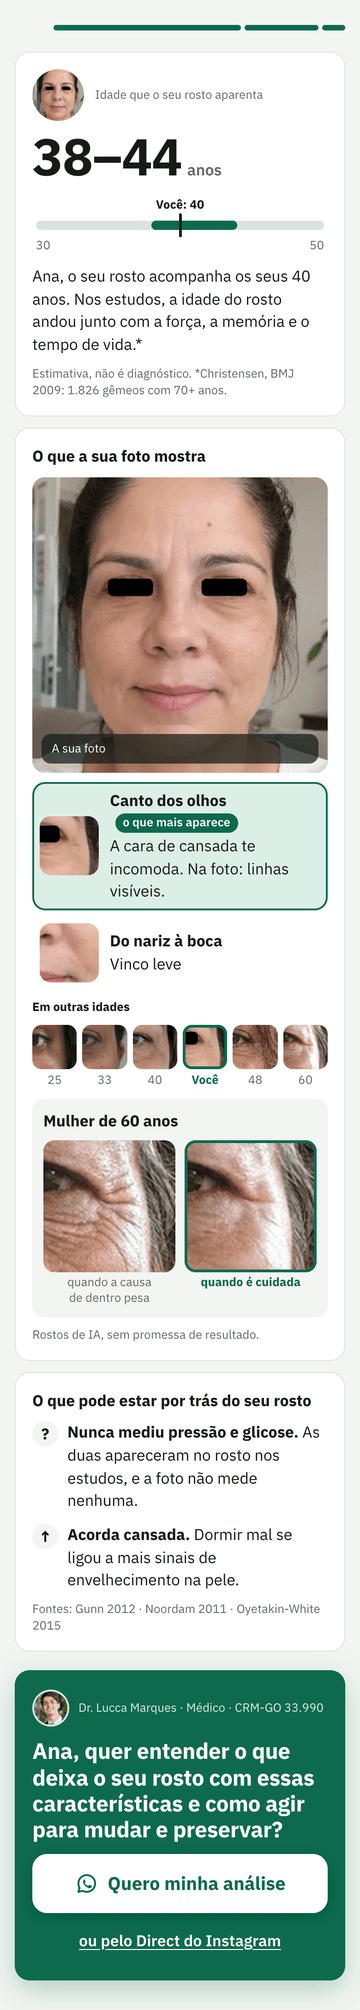 Idade que o seu rosto aparenta
38–44 anos
Você: 40
30 50
Ana, o seu rosto acompanha os seus 40
anos. Nos estudos, a idade do rosto
andou junto com a força, a memória e o
tempo de vida.*
Estimativa, não é diagnóstico. *Christensen, BMJ
2009: 1.826 gêmeos com 70+ anos.
O que a sua foto mostra
A sua foto
Canto dos olhos
o que mais aparece
A cara de cansada te
incomoda. Na foto: linhas
visíveis.
Do nariz à boca
Vinco leve
Em outras idades
25 33 40 Você 48 60
Mulher de 60 anos
quando a causa
de dentro pesa
quando é cuidada
Rostos de IA, sem promessa de resultado.
O que pode estar por trás do seu rosto
? Nunca mediu pressão e glicose. As
duas apareceram no rosto nos
estudos, e a foto não mede
nenhuma.
↑ Acorda cansada. Dormir mal se
ligou a mais sinais de
envelhecimento na pele.
Fontes: Gunn 2012 · Noordam 2011 · Oyetakin-White
2015
Dr. Lucca Marques · Médico · CRM-GO 33.990
Ana, quer entender o que
deixa o seu rosto com essas
características e como agir
para mudar e preservar?
Quero minha análise
ou pelo Direct do Instagram